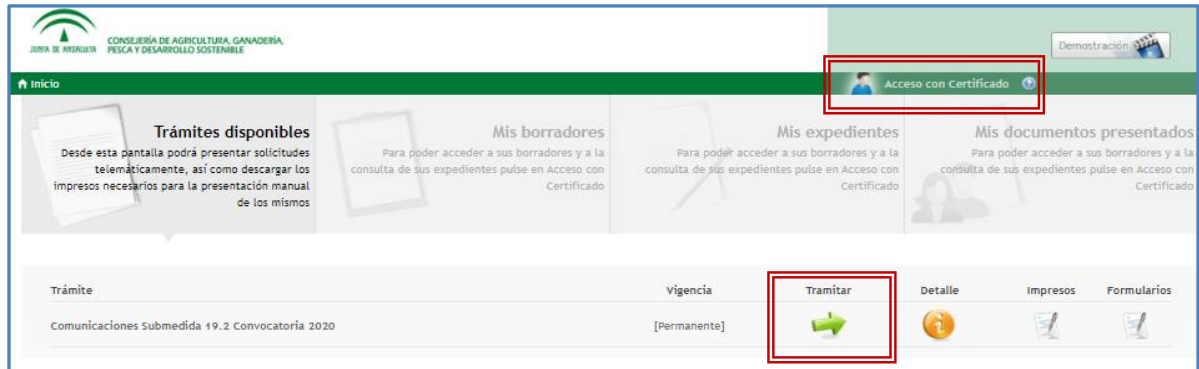 JUNTA DE ANDALUCIA
CONSEJERÍA DE AGRICULTURA, GANADERÍA,
PESCA Y DESARROLLO SOSTENIBLE
Demostración
Inicio
Acceso con Certificado
Trámites disponibles
Desde esta pantalla podrá presentar solicitudes
telemáticamente, así como descargar los
impresos necesarios para la presentación manual
de los mismos
Mis borradores
Para poder acceder a sus borradores y a la
consulta de sus expedientes pulse en Acceso con
Certificado
Mis expedientes
Para poder acceder a sus borradores y a la
consulta de sus expedientes pulse en Acceso con
Certificado
Mis documentos presentados
Para poder acceder a sus borradores y a la
consulta de sus expedientes pulse en Acceso con
Certificado
Trámite Vigencia Tramitar Detalle Impresos Formularios
Comunicaciones Submedida 19.2 Convocatoria 2020 [Permanente]